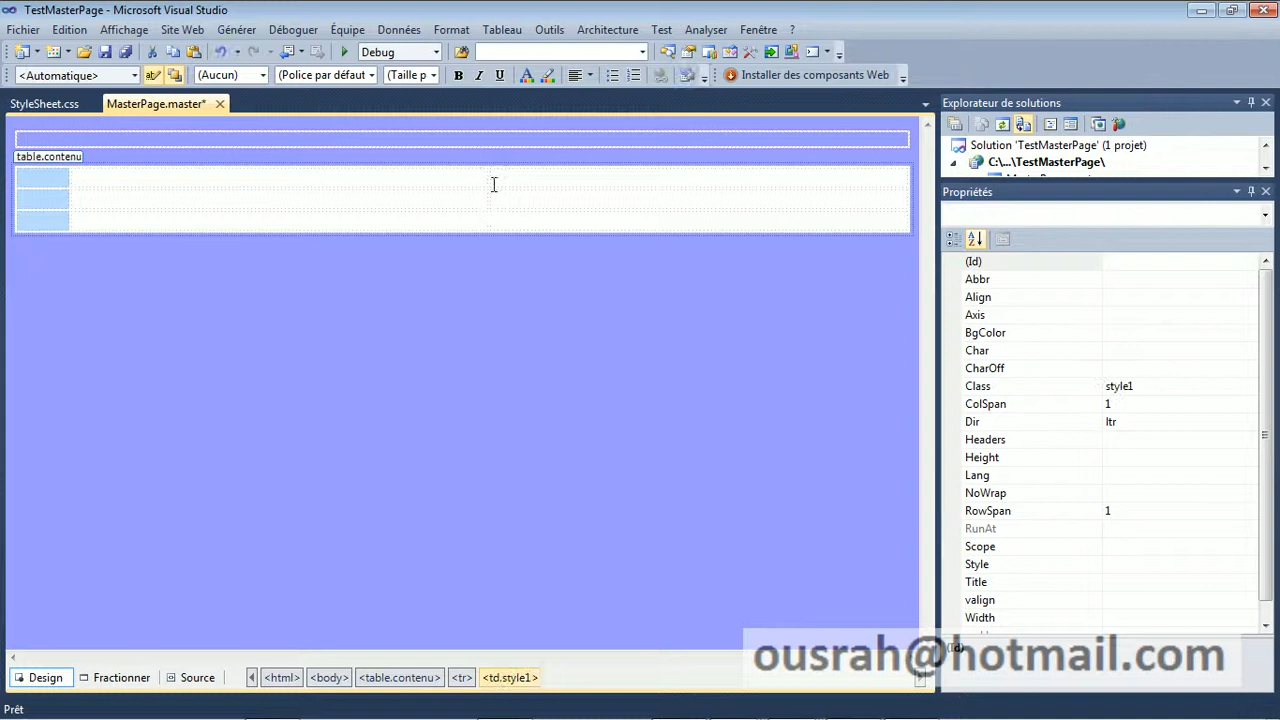 TestMasterPage - Microsoft Visual Studio
Fichier Edition Affichage Site Web Générer Déboguer Équipe Données Format Tableau Outils Architecture Test Analyser Fenêtre ?
Debug
<Automatique> (Aucun) (Police par défaut (Taille p B I U A Installer des composants Web
StyleSheet.css MasterPage.master*
table.contenu
Explorateur de solutions
Solution 'TestMasterPage' (1 projet)
C:\...\TestMasterPage\
Propriétés
(Id)
Abbr
Align
Axis
BgColor
Char
CharOff
Class style1
ColSpan 1
Dir ltr
Headers
Height
Lang
NoWrap
RowSpan 1
RunAt
Scope
Style
Title
valign
Width
(Id)
ousrah@hotmail.com
Design Fractionner Source <html> <body> <table.contenu> <tr> <td.style1>
Prêt